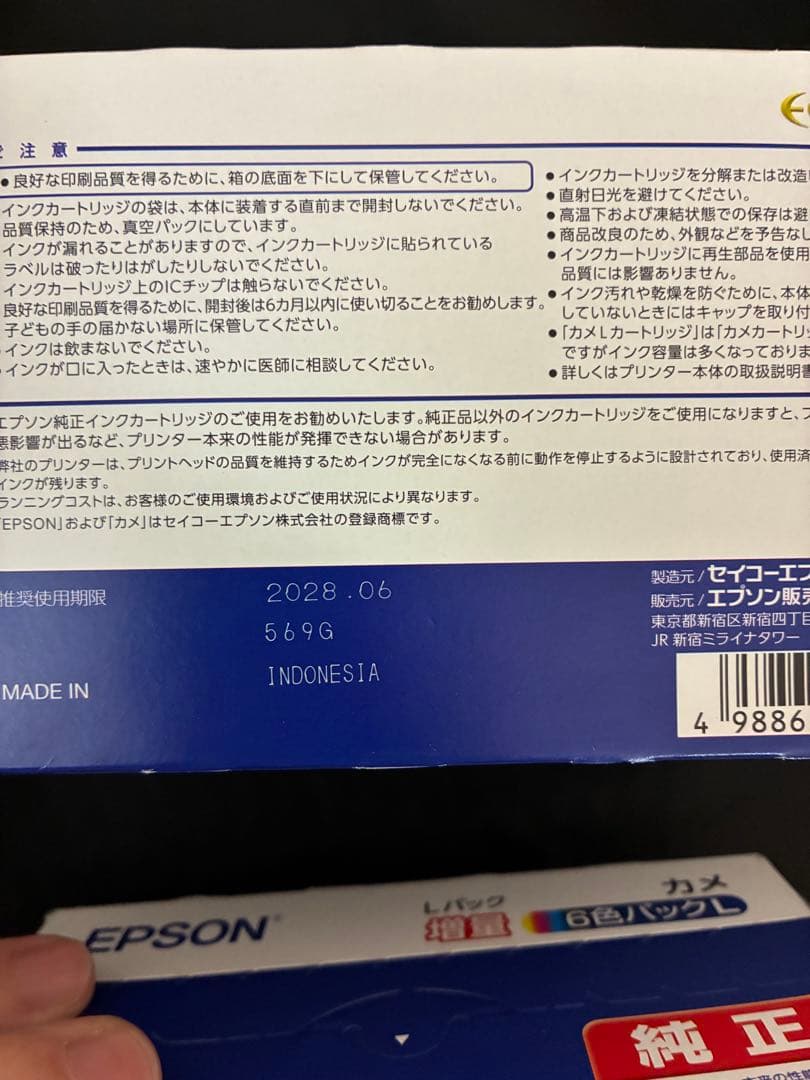 ご注意
●良好な印刷品質を得るために、箱の底面を下にして保管してください。
インクカートリッジの袋は、本体に装着する直前まで開封しないでください。
品質保持のため、真空パックにしています。
インクが漏れることがありますので、インクカートリッジに貼られている
ラベルは破ったりはがしたりしないでください。
インクカートリッジ上のICチップは触らないでください。
良好な印刷品質を得るために、開封後は6カ月以内に使い切ることをお勧めします。
子どもの手の届かない場所に保管してください。
インクは飲まないでください。
インクが口に入ったときは、速やかに医師に相談してください。
●インクカートリッジを分解または改造
●直射日光を避けてください。
●高温下および凍結状態での保存は避
●商品改良のため、外観などを予告なし
●インクカートリッジに再生部品を使用
品質には影響ありません。
●インク汚れや乾燥を防ぐために、本体
していないときにはキャップを取り付
●「カメLカートリッジ」は「カメカートリッ
ですがインク容量は多くなっておりま
●詳しくはプリンター本体の取扱説明書
エプソン純正インクカートリッジのご使用をお勧めいたします。純正品以外のインクカートリッジをご使用になりますと、プ
悪影響が出るなど、プリンター本来の性能が発揮できない場合があります。
弊社のプリンターは、プリントヘッドの品質を維持するためインクが完全になくなる前に動作を停止するように設計されており、使用済
インクが残ります。
ランニングコストは、お客様のご使用環境およびご使用状況により異なります。
「EPSON」および「カメ」はセイコーエプソン株式会社の登録商標です。
推奨使用期限 2028.06
569G
MADE IN INDONESIA
製造元/セイコーエプ
販売元/エプソン販売
東京都新宿区新宿四丁目
JR新宿ミライナタワー
4 9886
EPSON
Lパック
増量
カメ
6色パックL
純正